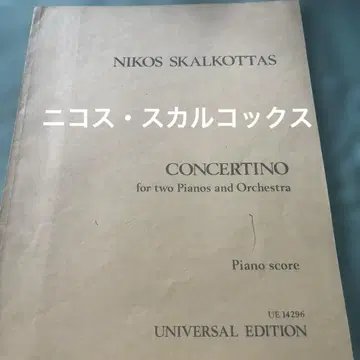 NIKOS SKALKOTTAS
ニコス・スカルコックス
CONCERTINO
for two Pianos and Orchestra
Piano score
UE 14296
UNIVERSAL EDITION